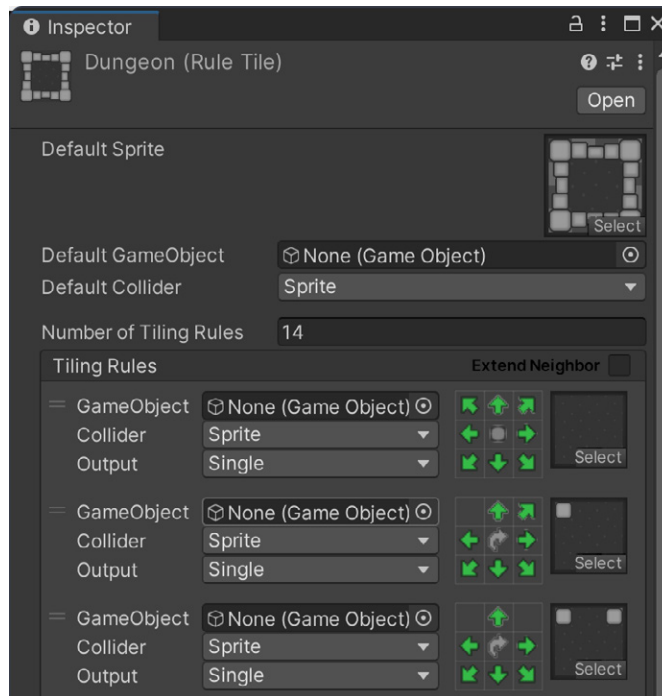 Inspector
Dungeon (Rule Tile)
Open
Default Sprite
Select
Default GameObject None (Game Object)
Default Collider Sprite
Number of Tiling Rules 14
Tiling Rules Extend Neighbor
GameObject None (Game Object)
Collider Sprite
Output Single Select
GameObject None (Game Object)
Collider Sprite
Output Single Select
GameObject None (Game Object)
Collider Sprite
Output Single Select